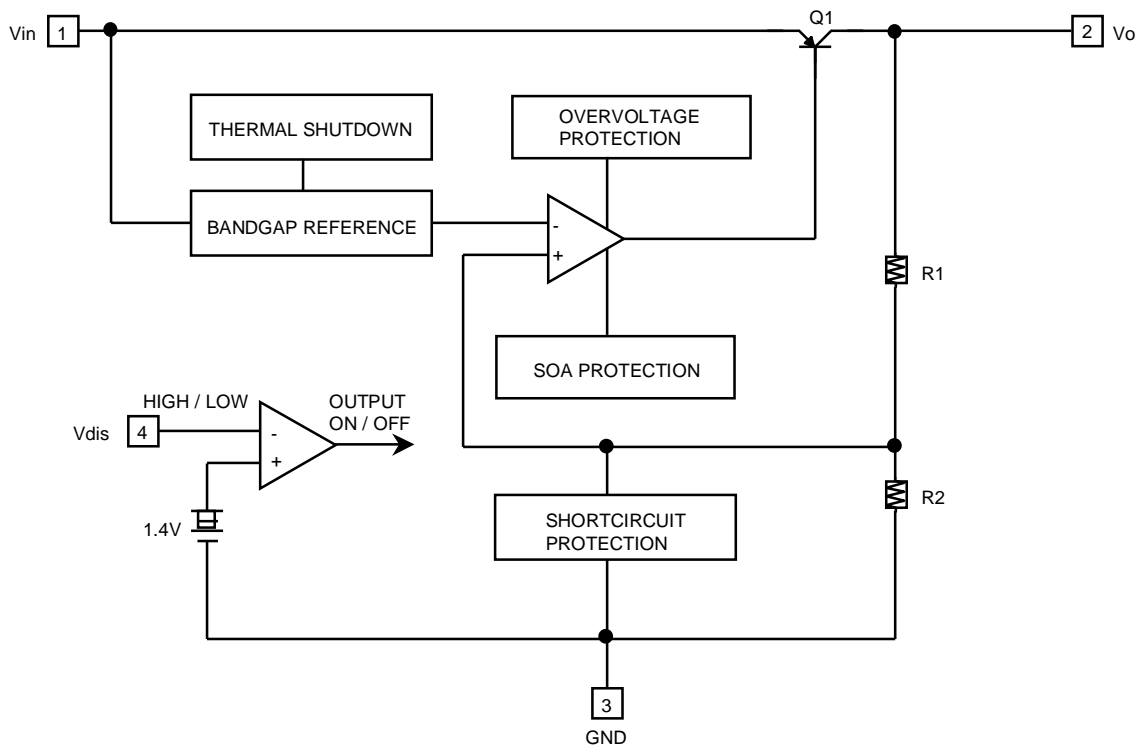 Q1
Vin 1
2 Vo
THERMAL SHUTDOWN
OVERVOLTAGE
PROTECTION
BANDGAP REFERENCE
-
+
R1
SOA PROTECTION
HIGH / LOW
OUTPUT
ON / OFF
Vdis 4
-
+
R2
1.4V
SHORTCIRCUIT
PROTECTION
3
GND